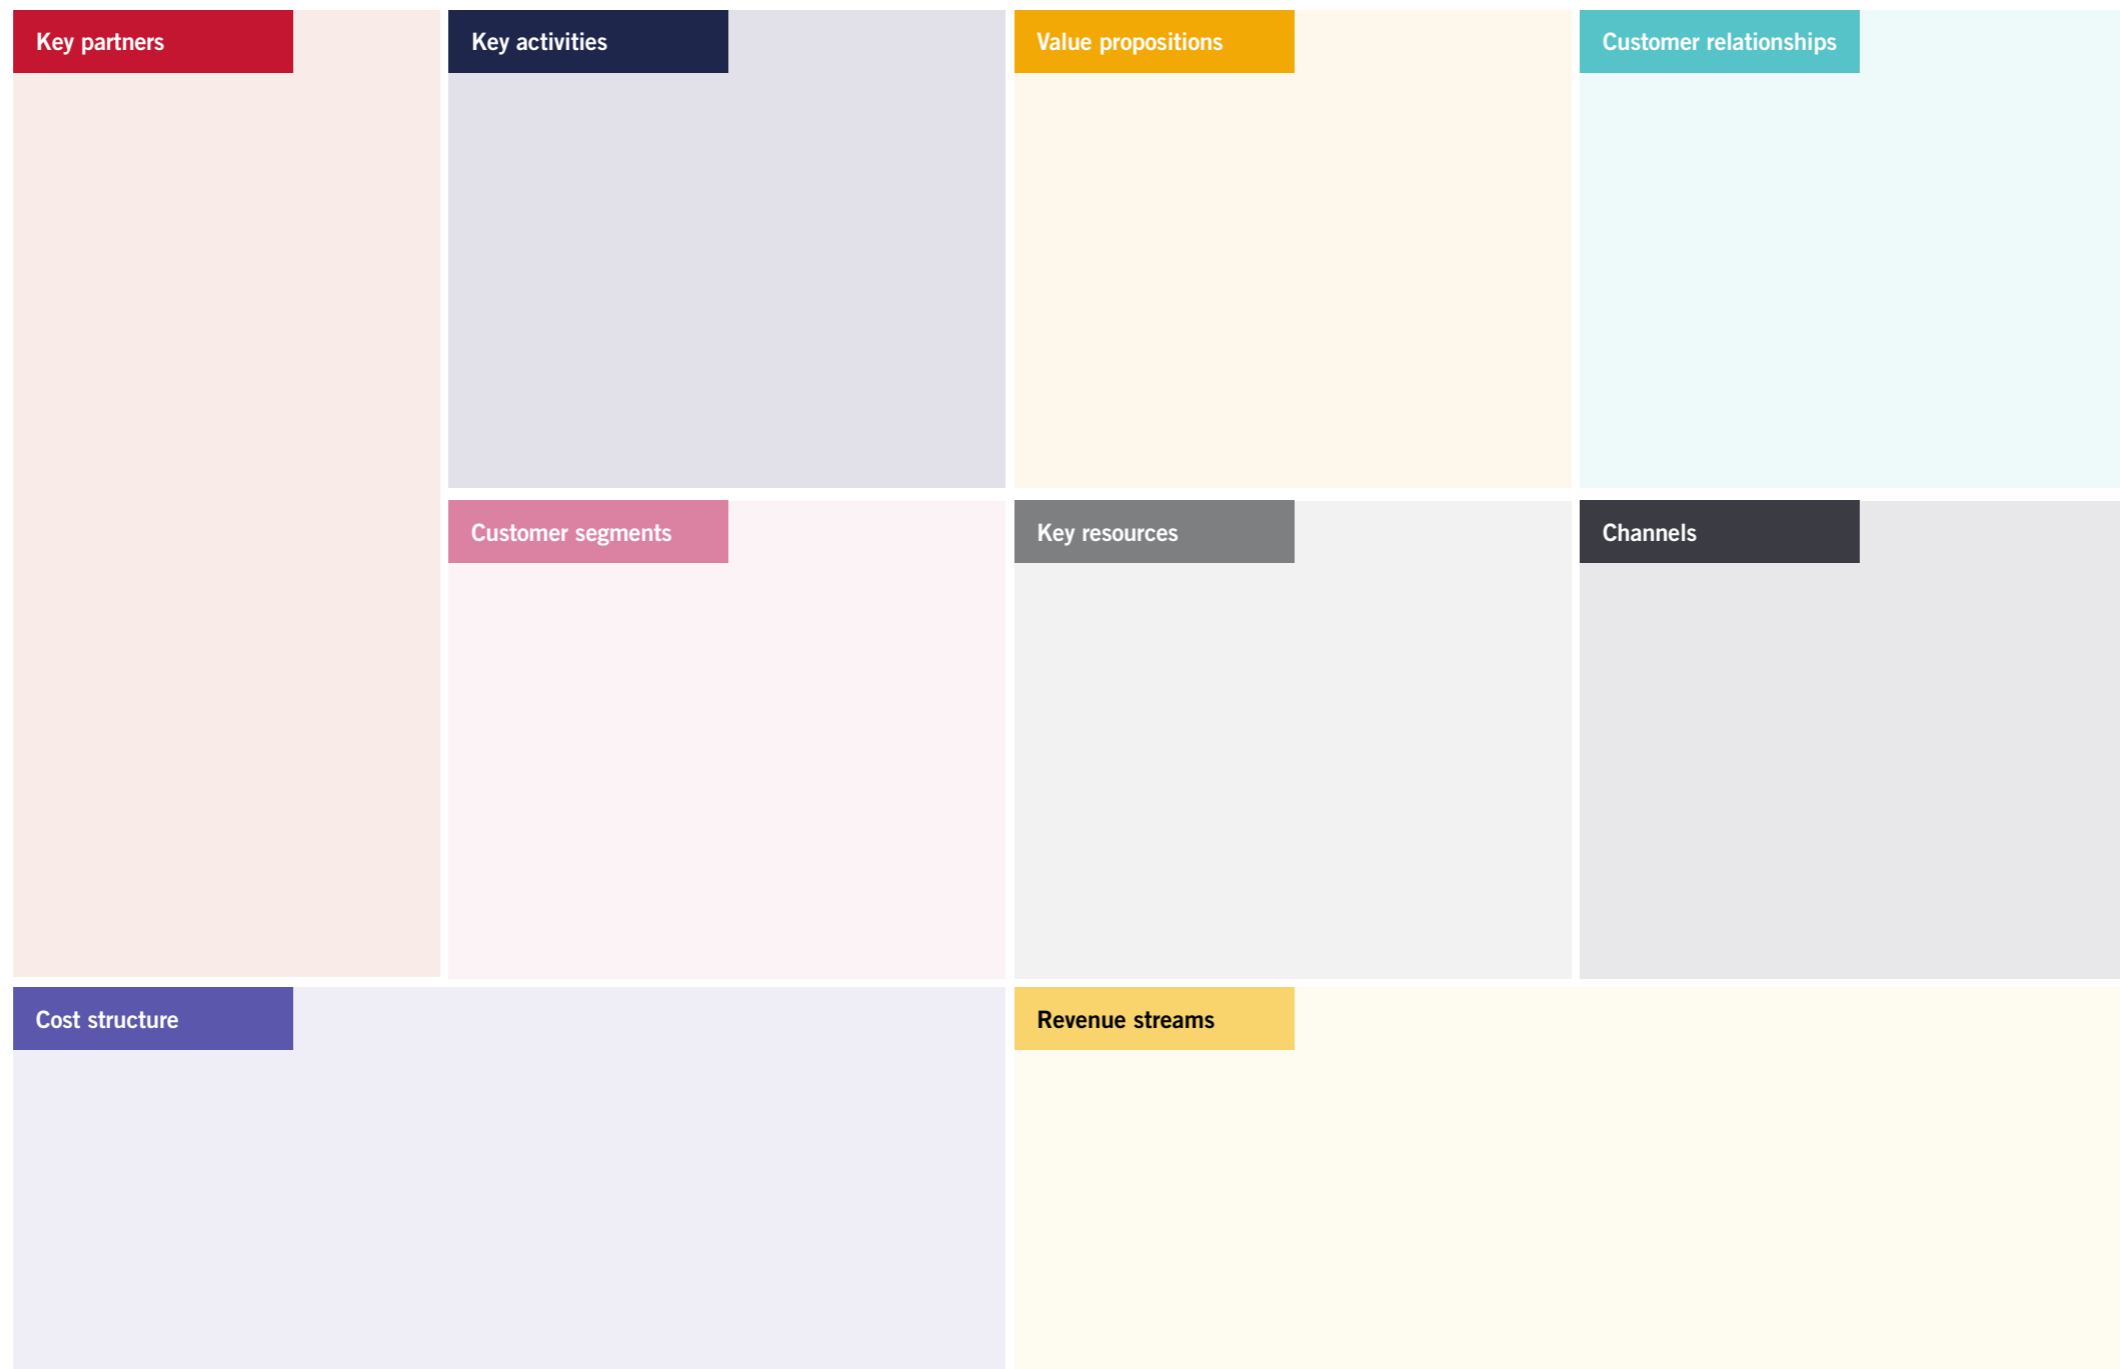 Key partners
Key activities
Value propositions
Customer relationships
Customer segments
Key resources
Channels
Cost structure
Revenue streams